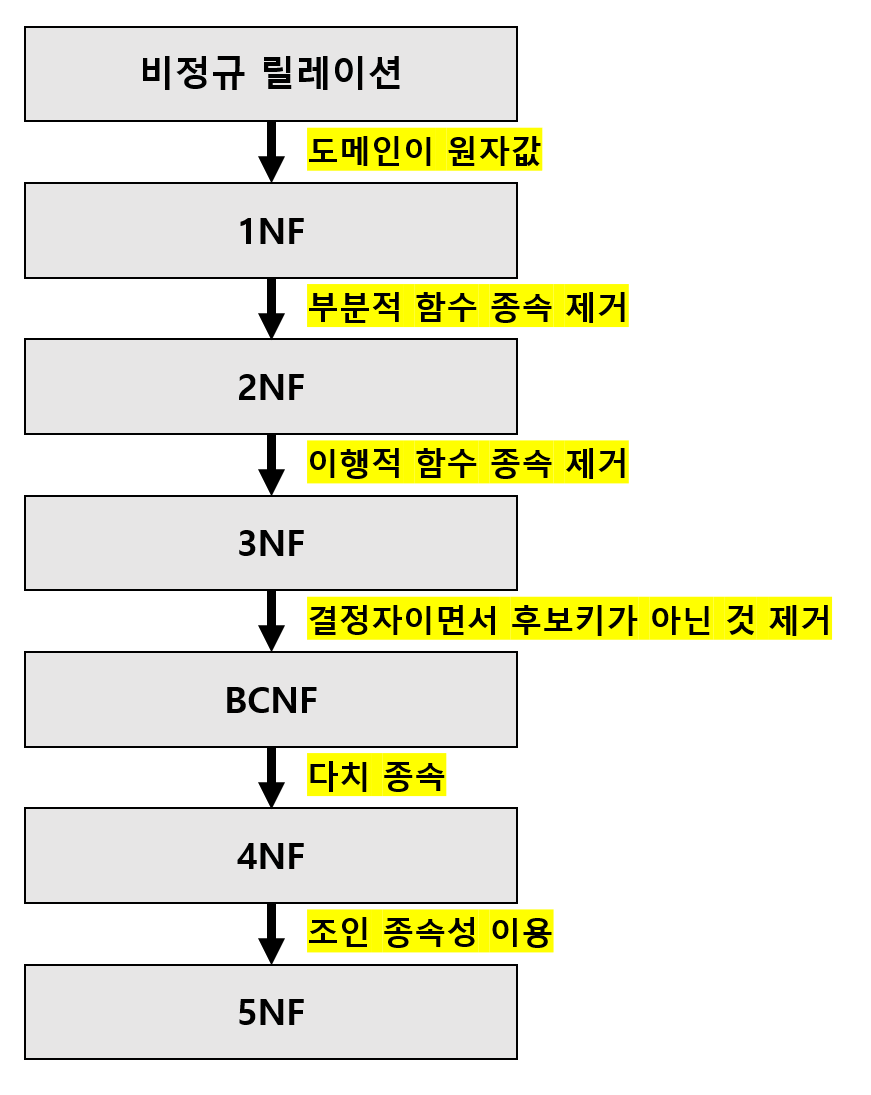 비정규 릴레이션
도메인이 원자값
1NF
부분적 함수 종속 제거
2NF
이행적 함수 종속 제거
3NF
결정자이면서 후보키가 아닌 것 제거
BCNF
다치 종속
4NF
조인 종속성 이용
5NF